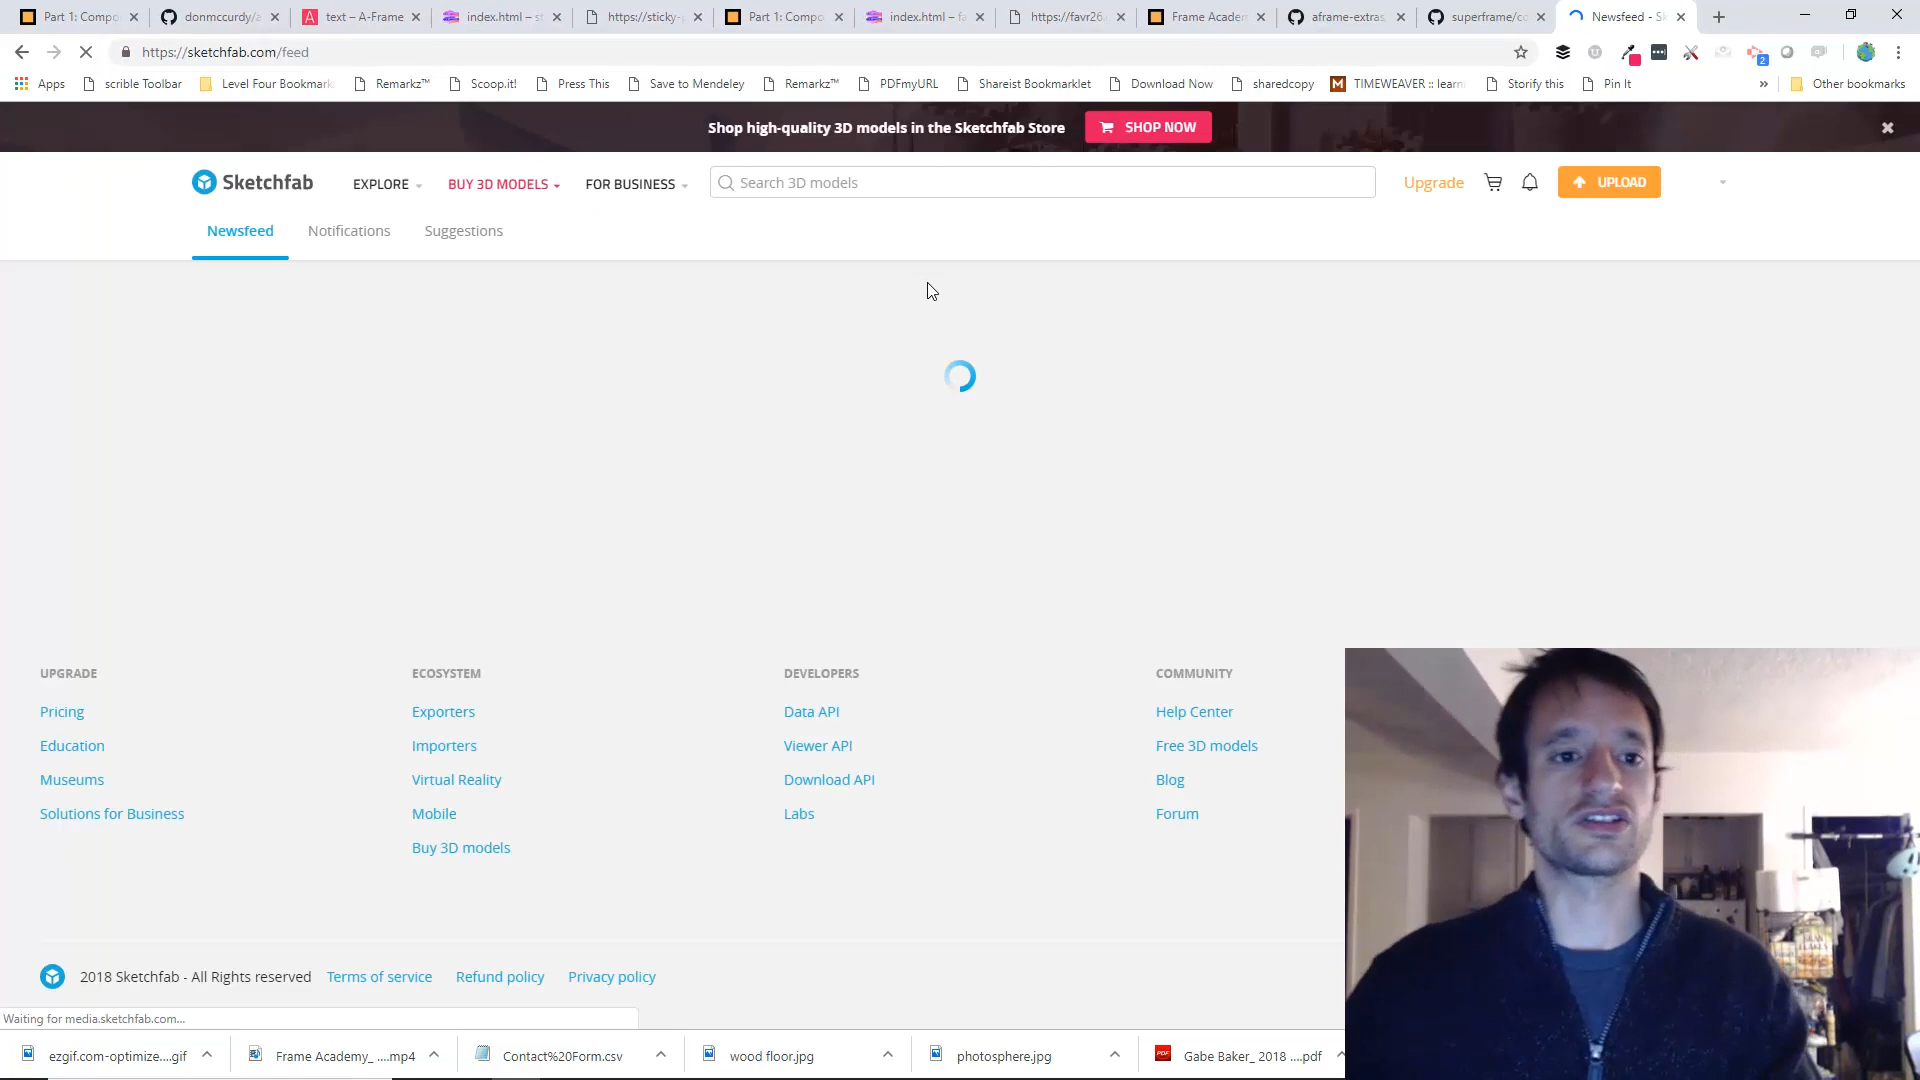 Part 1: Compo
donmccurdy/a
text – A-Frame
index.html – st
https://sticky-
Part 1: Compo
index.html – fa
https://favr26.
Frame Academ
aframe-extras
superframe/co
Newsfeed - Sk
https://sketchfab.com/feed
2
Apps
scrible Toolbar
Level Four Bookmark
Remarkz™
Scoop.it!
Press This
Save to Mendeley
Remarkz™
PDFmyURL
Shareist Bookmarklet
Download Now
sharedcopy
TIMEWEAVER :: learni
Storify this
Pin It
Other bookmarks
Shop high-quality 3D models in the Sketchfab Store
SHOP NOW
Sketchfab
EXPLORE
BUY 3D MODELS
FOR BUSINESS
Search 3D models
Upgrade
UPLOAD
Newsfeed
Notifications
Suggestions
UPGRADE
Pricing
Education
Museums
Solutions for Business
ECOSYSTEM
Exporters
Importers
Virtual Reality
Mobile
Buy 3D models
DEVELOPERS
Data API
Viewer API
Download API
Labs
COMMUNITY
Help Center
Free 3D models
Blog
Forum
2018 Sketchfab - All Rights reserved
Terms of service
Refund policy
Privacy policy
Waiting for media.sketchfab.com...
ezgif.com-optimize....gif
Frame Academy_ ....mp4
Contact%20Form.csv
wood floor.jpg
photosphere.jpg
Gabe Baker_ 2018 ....pdf